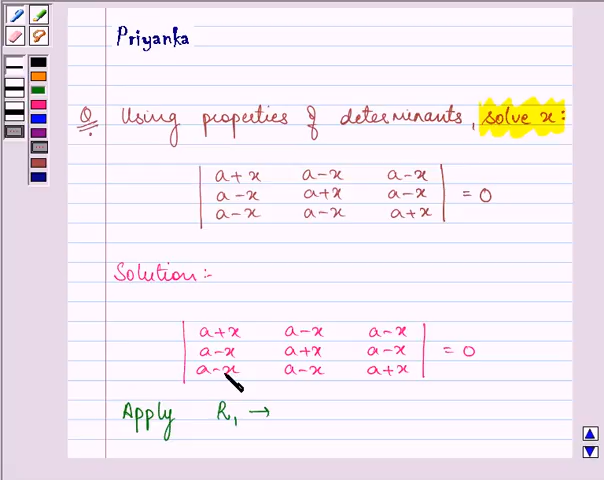 Priyanka
Q Using properties of determinants, solve x:
a+x a-x a-x
a-x a+x a-x = 0
a-x a-x a+x
Solution:-
a+x a-x a-x
a-x a+x a-x = 0
a-x a-x a+x
Apply R₁ →